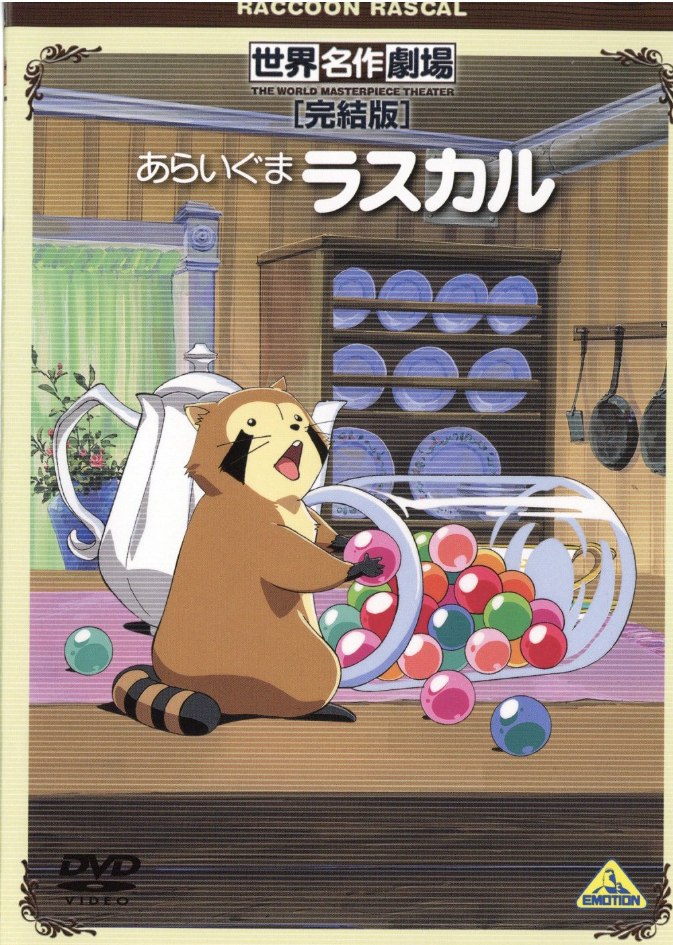 RACCOON RASCAL
世界名作劇場
THE WORLD MASTERPIECE THEATER
[完結版]
あらいぐま ラスカル
DVD
VIDEO
EMOTION